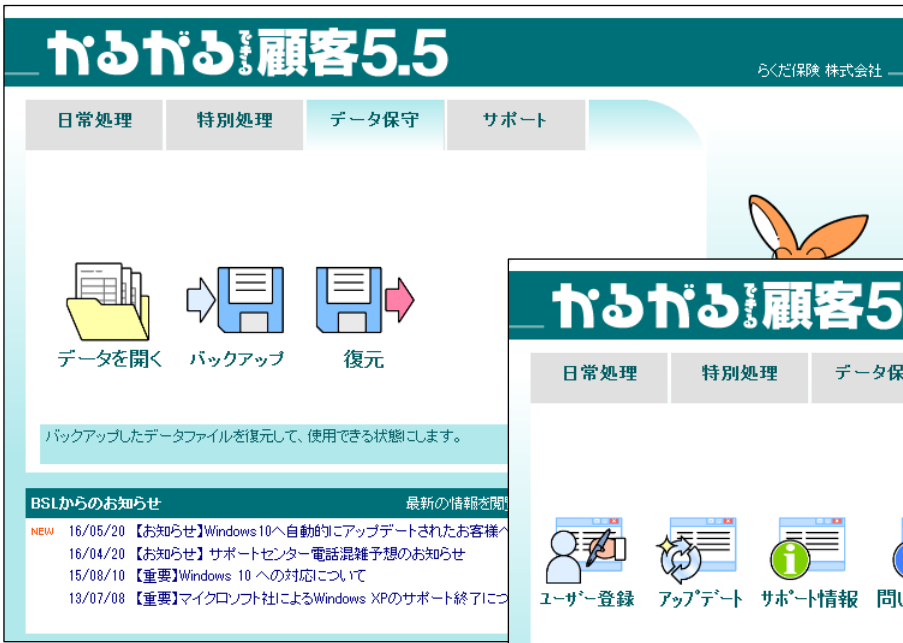 かるがるできる顧客5.5
らくだ保険 株式会社
日常処理 特別処理 データ保守 サポート
データを開く バックアップ 復元
バックアップしたデータファイルを復元して、使用できる状態にします。
BSLからのお知らせ 最新の情報を閲
NEW 16/05/20 【お知らせ】Windows10へ自動的にアップデートされたお客様へ
16/04/20 【お知らせ】サポートセンター電話混雑予想のお知らせ
15/08/10 【重要】Windows 10 への対応について
13/07/08 【重要】マイクロソフト社によるWindows XPのサポート終了につ
かるがるできる顧客5
日常処理 特別処理 データ保
ユーザー登録 アップデート サポート情報 問い